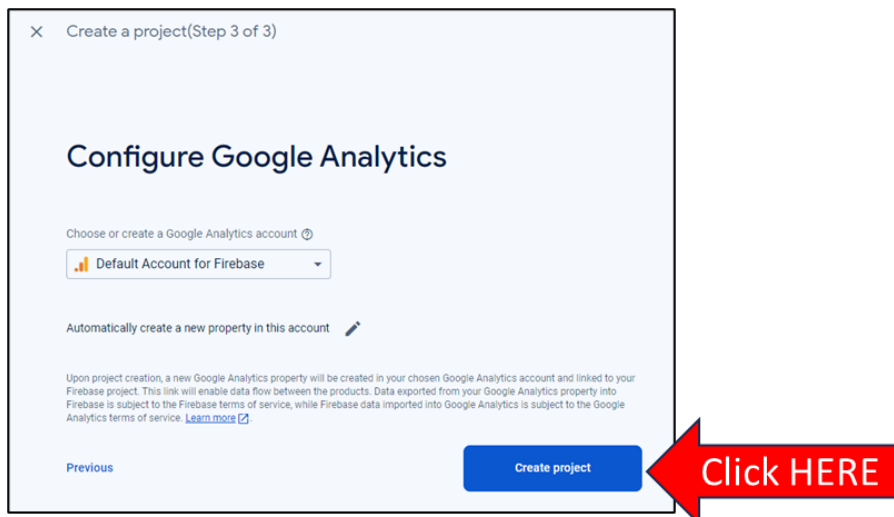 Create a project(Step 3 of 3)
Configure Google Analytics
Choose or create a Google Analytics account
Default Account for Firebase
Automatically create a new property in this account
Upon project creation, a new Google Analytics property will be created in your chosen Google Analytics account and linked to your
Firebase project. This link will enable data flow between the products. Data exported from your Google Analytics property into
Firebase is subject to the Firebase terms of service, while Firebase data imported into Google Analytics is subject to the Google
Analytics terms of service. Learn more.
Previous
Create project
Click HERE